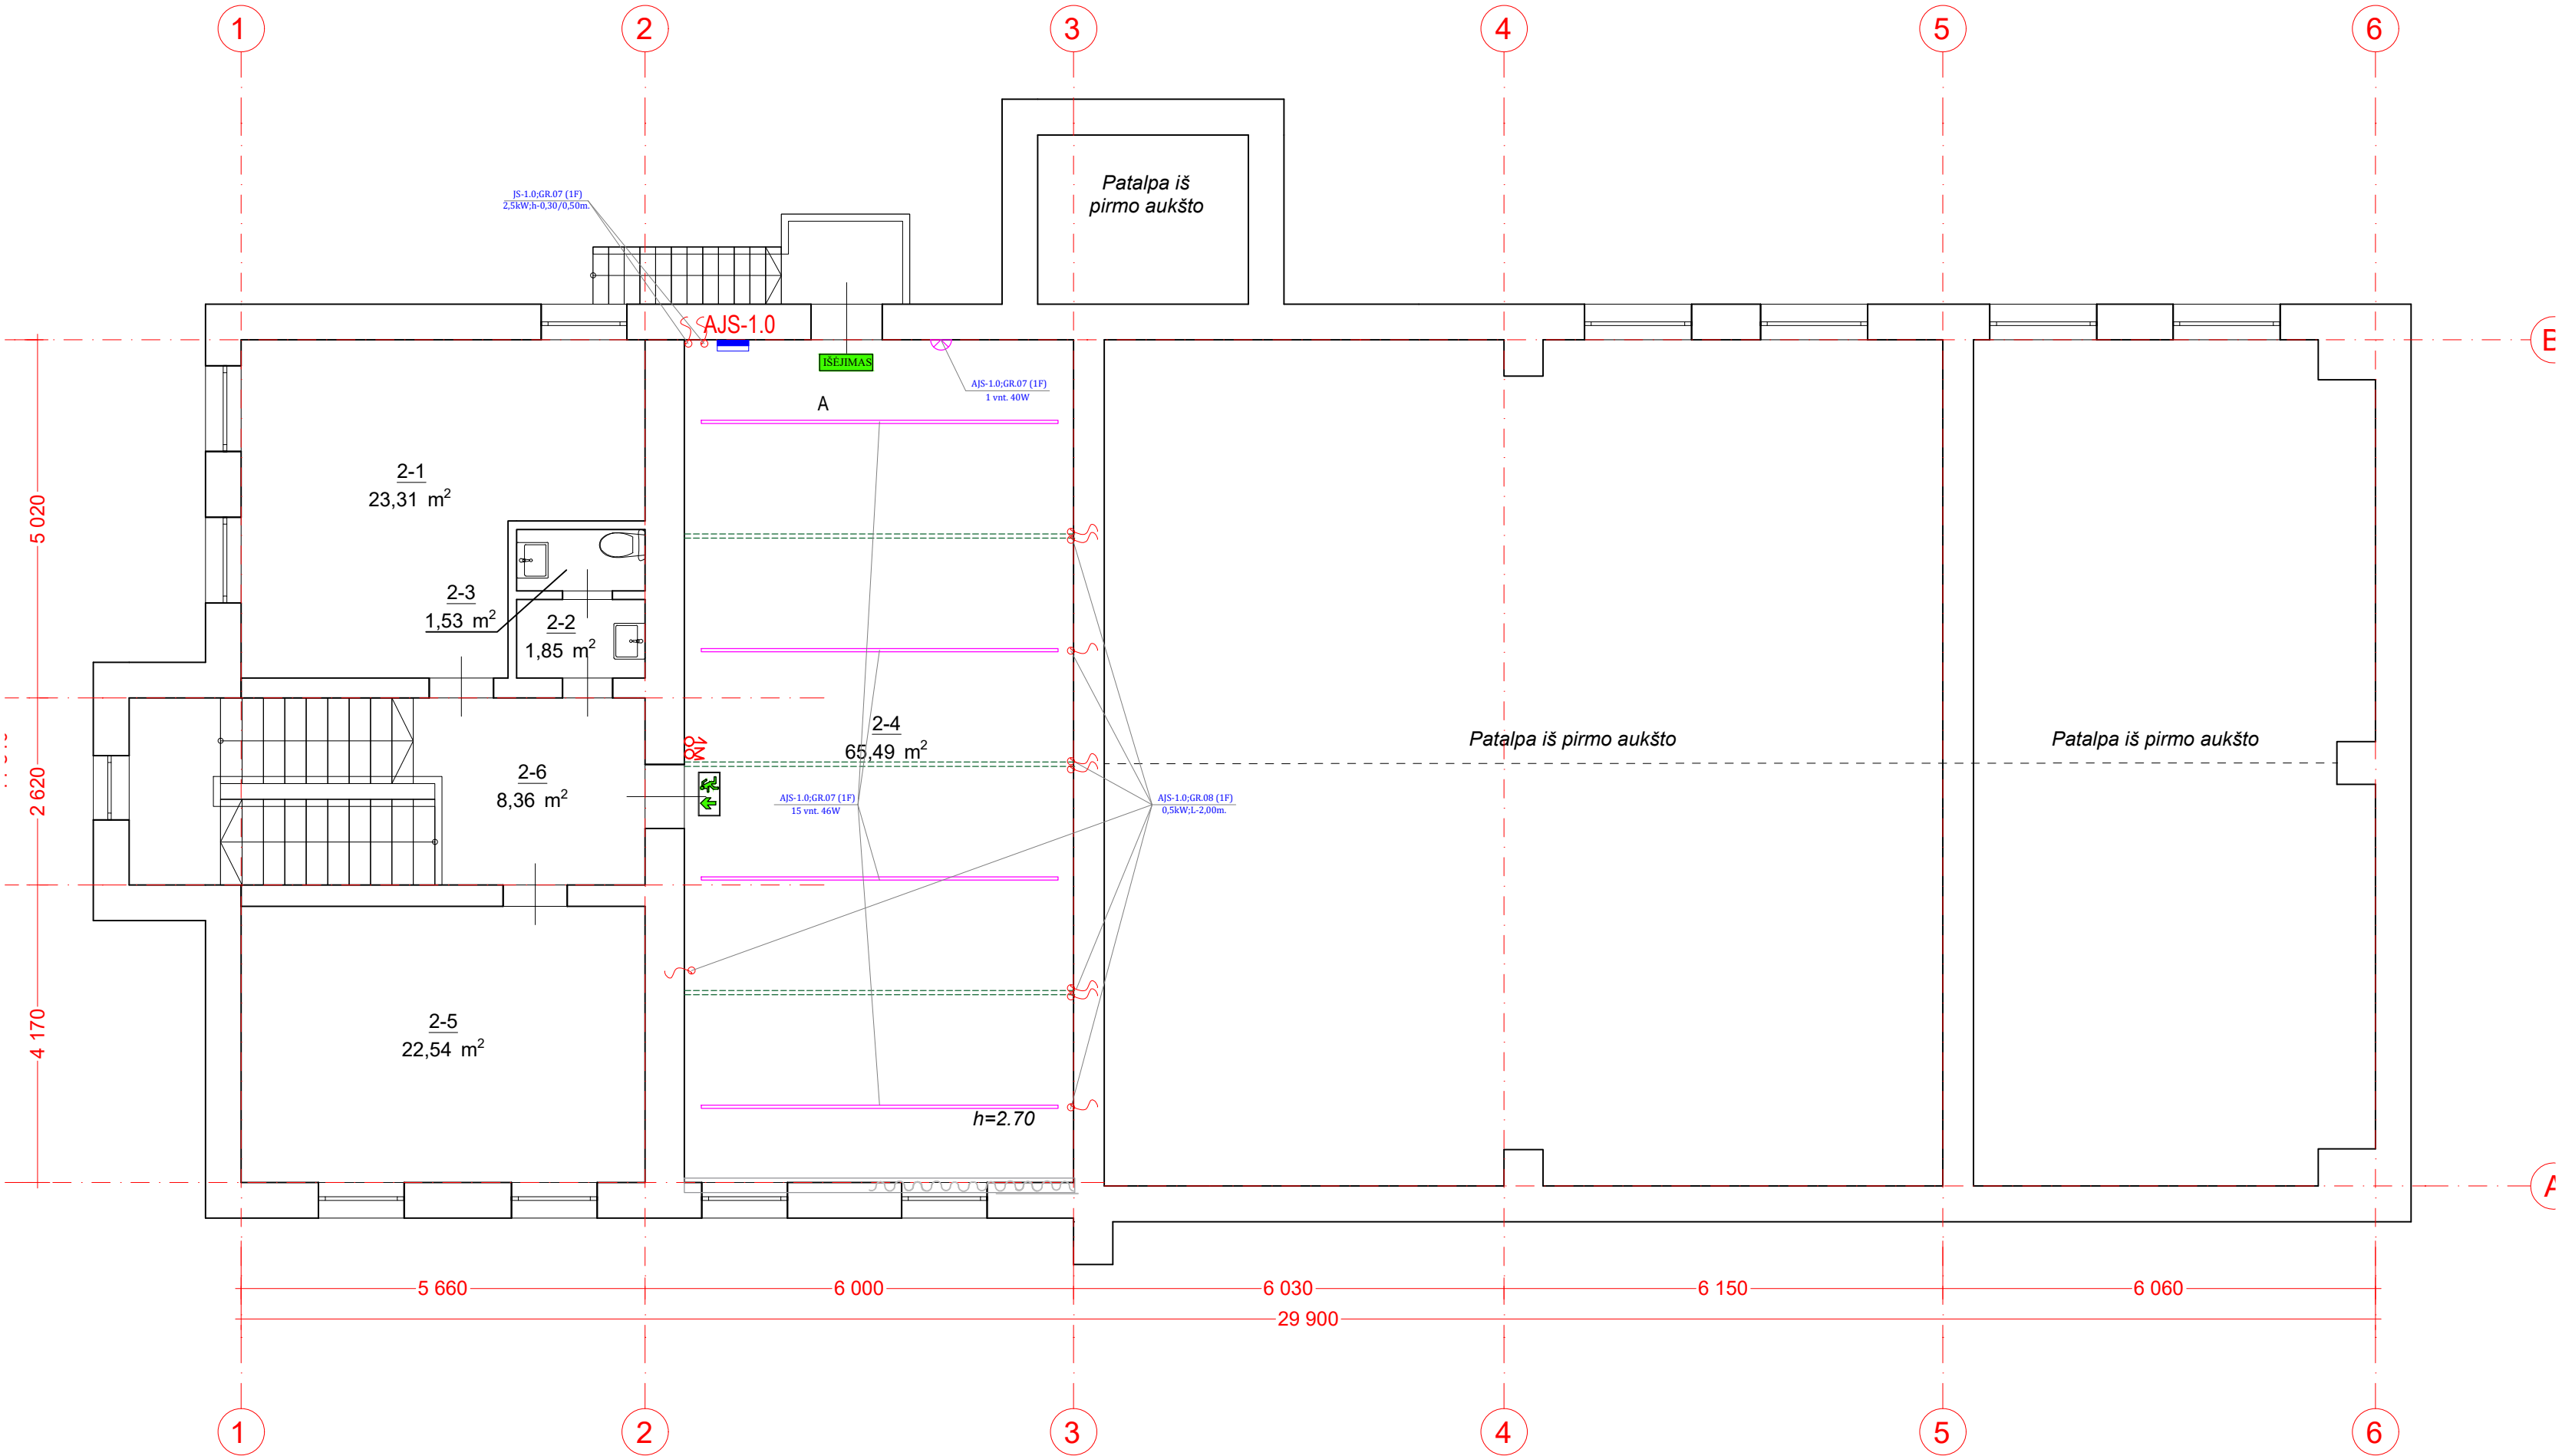 1
2
3
4
5
6
Patalpa iš
pirmo aukšto
JS-1.0;GR.07 (1F)
2,5kW;h-0,30/0,50m.
AJS-1.0
IŠĖJIMAS
AJS-1.0;GR.07 (1F)
1 vnt. 40W
A
2-1
23,31 m²
5 020
2-3
1,53 m²
2-2
1,85 m²
2-4
65,49 m²
1M
Patalpa iš pirmo aukšto
Patalpa iš pirmo aukšto
2-6
8,36 m²
2 620
AJS-1.0;GR.07 (1F)
15 vnt. 46W
AJS-1.0;GR.08 (1F)
0,5kW;L-2,00m.
2-5
22,54 m²
4 170
h=2.70
A
5 660
6 000
6 030
6 150
6 060
29 900
1
2
3
4
5
6